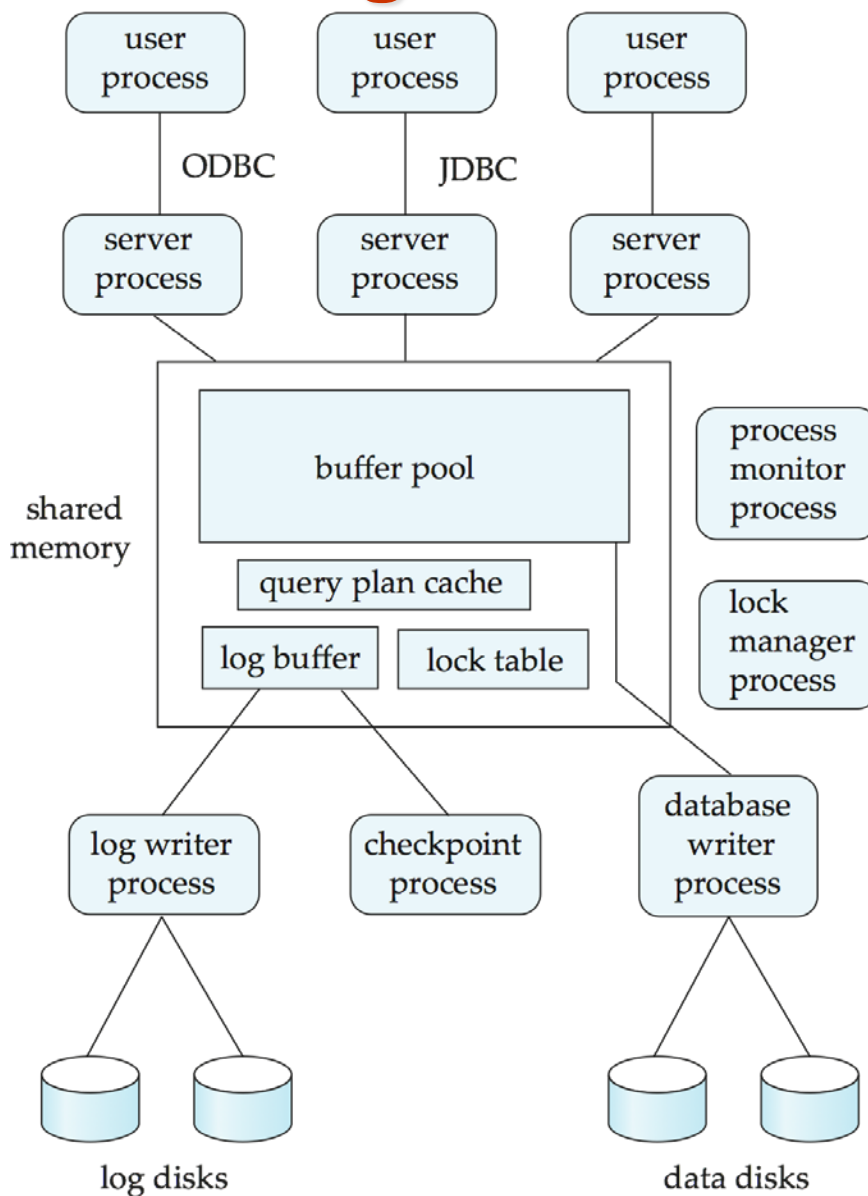 user
process
user
process
user
process
ODBC
JDBC
server
process
server
process
server
process
shared
memory
buffer pool
query plan cache
log buffer
lock table
process
monitor
process
lock
manager
process
log writer
process
checkpoint
process
database
writer
process
log disks
data disks